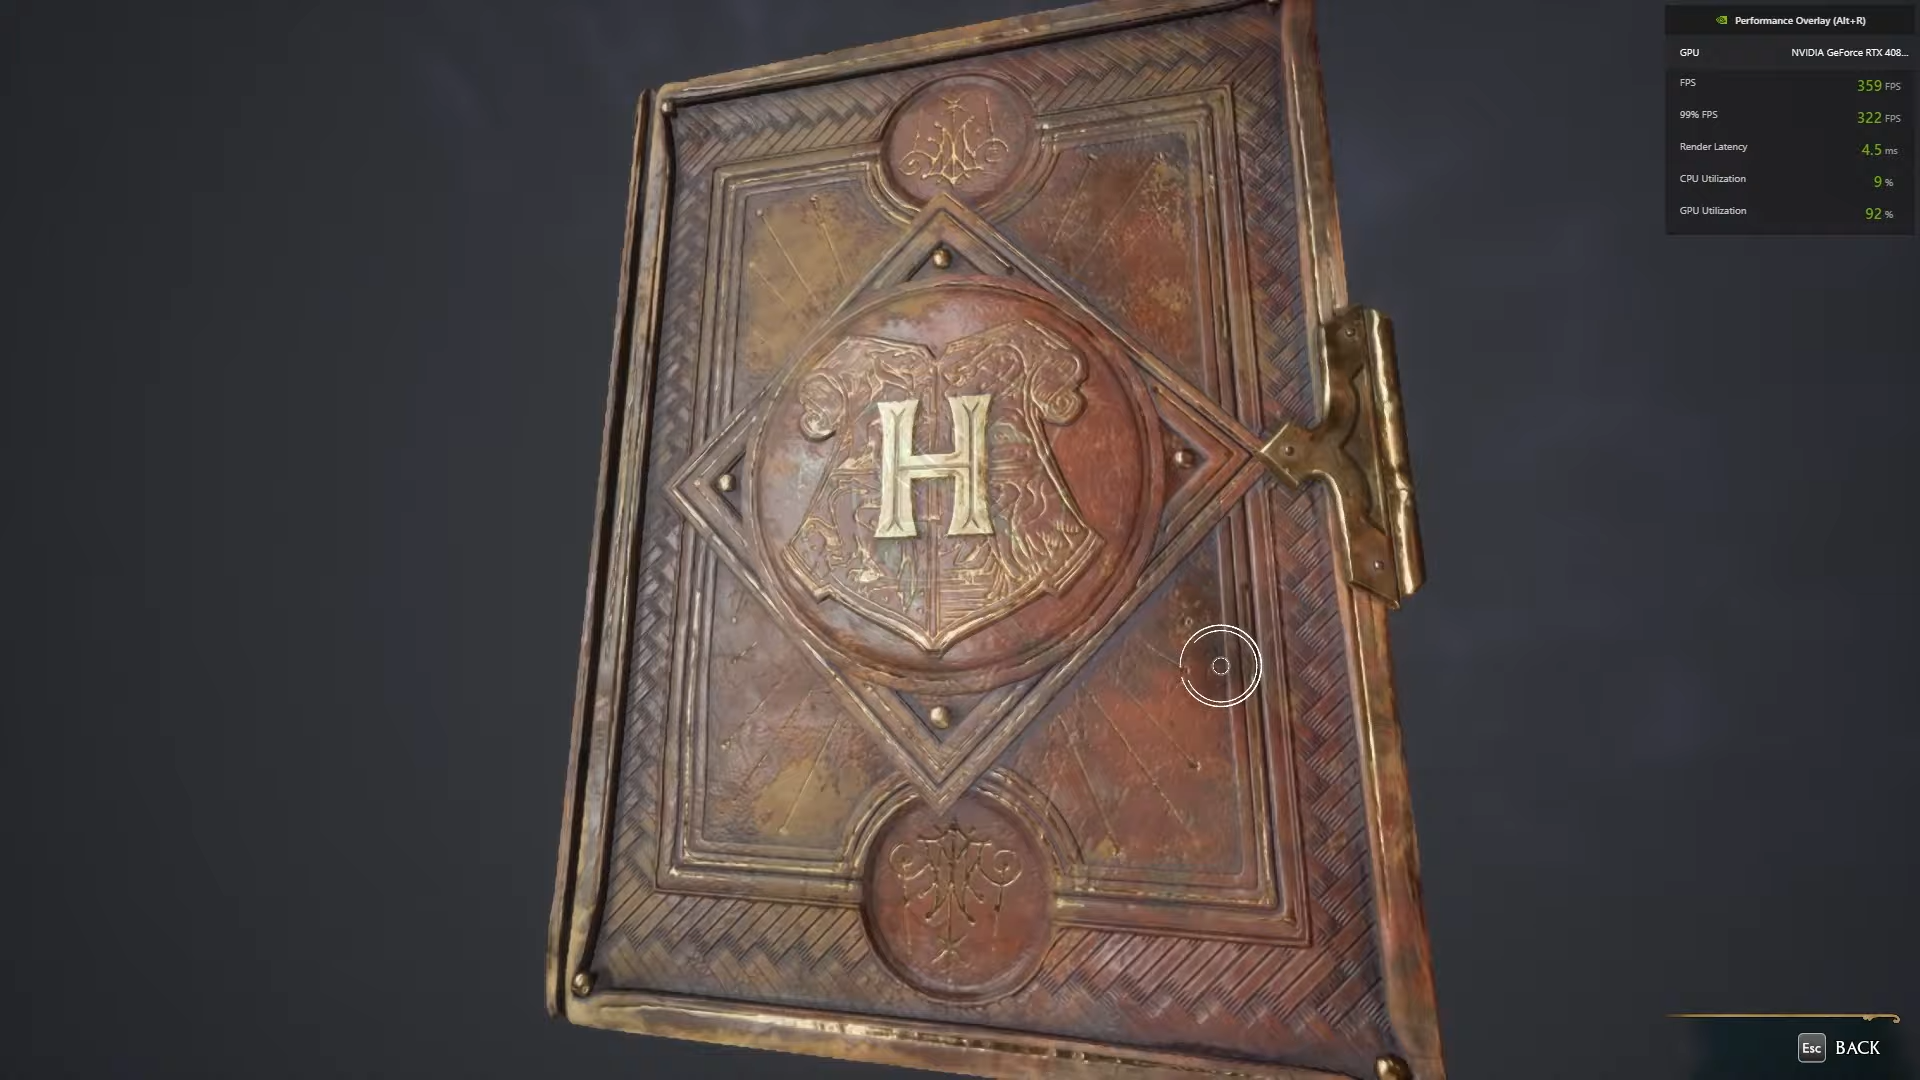 Performance Overlay (Alt+R)
GPU NVIDIA GeForce RTX 408...
FPS 359 FPS
99% FPS 322 FPS
Render Latency 4.5 ms
CPU Utilization 9 %
GPU Utilization 92 %
H
Esc BACK